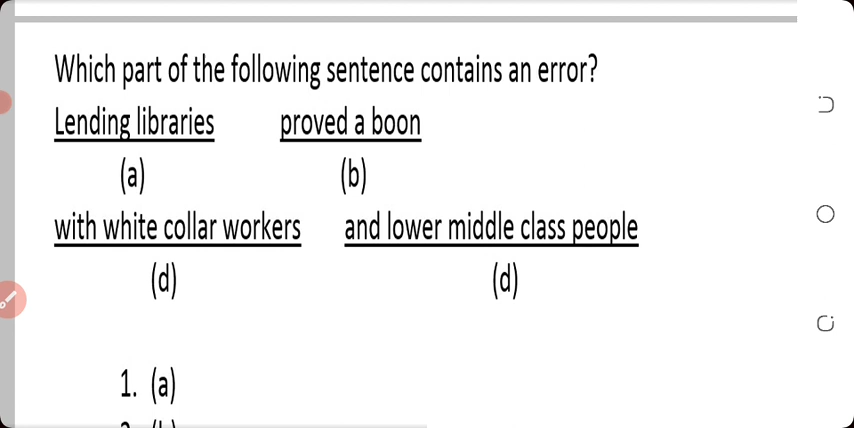 Which part of the following sentence contains an error?
Lending libraries proved a boon
(a) (b)
with white collar workers and lower middle class people
(d) (d)
1. (a)